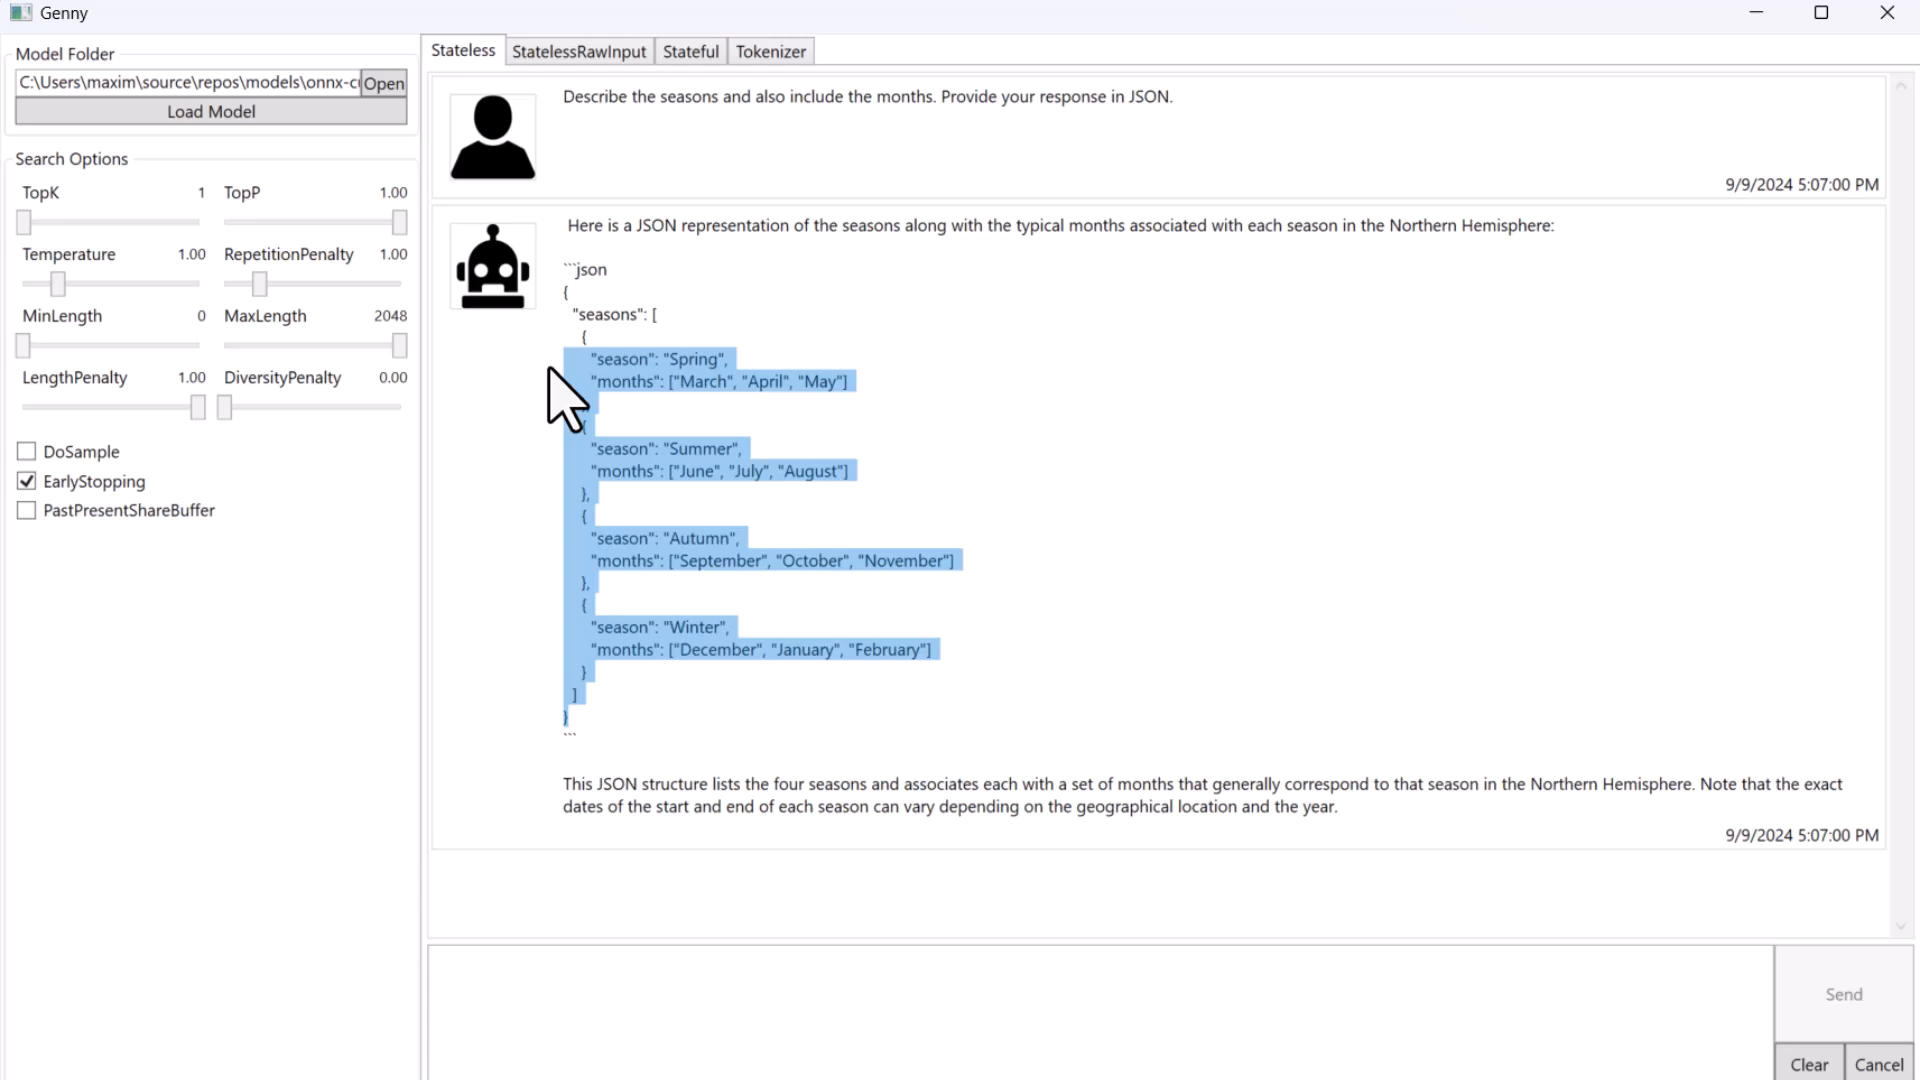 Genny
Model Folder
C:\Users\maxim\source\repos\models\onnx-c
Open
Load Model
Search Options
TopK 1 TopP 1.00
Temperature 1.00 RepetitionPenalty 1.00
MinLength 0 MaxLength 2048
LengthPenalty 1.00 DiversityPenalty 0.00
DoSample
EarlyStopping
PastPresentShareBuffer
Stateless StatelessRawInput Stateful Tokenizer
Describe the seasons and also include the months. Provide your response in JSON.
9/9/2024 5:07:00 PM
Here is a JSON representation of the seasons along with the typical months associated with each season in the Northern Hemisphere:
```json
{
"seasons": [
{
"season": "Spring",
"months": ["March", "April", "May"]
{
"season": "Summer",
"months": ["June", "July", "August"]
},
{
"season": "Autumn",
"months": ["September", "October", "November"]
},
{
"season": "Winter",
"months": ["December", "January", "February"]
}
]
}
```
This JSON structure lists the four seasons and associates each with a set of months that generally correspond to that season in the Northern Hemisphere. Note that the exact
dates of the start and end of each season can vary depending on the geographical location and the year.
9/9/2024 5:07:00 PM
Send
Clear Cancel